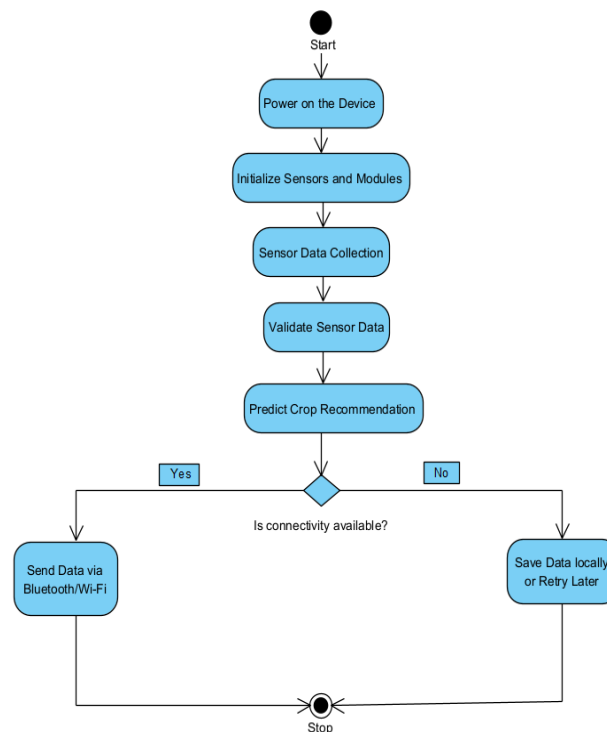 Start
Power on the Device
Initialize Sensors and Modules
Sensor Data Collection
Validate Sensor Data
Predict Crop Recommendation
Yes
No
Is connectivity available?
Send Data via
Bluetooth/Wi-Fi
Save Data locally
or Retry Later
Stop